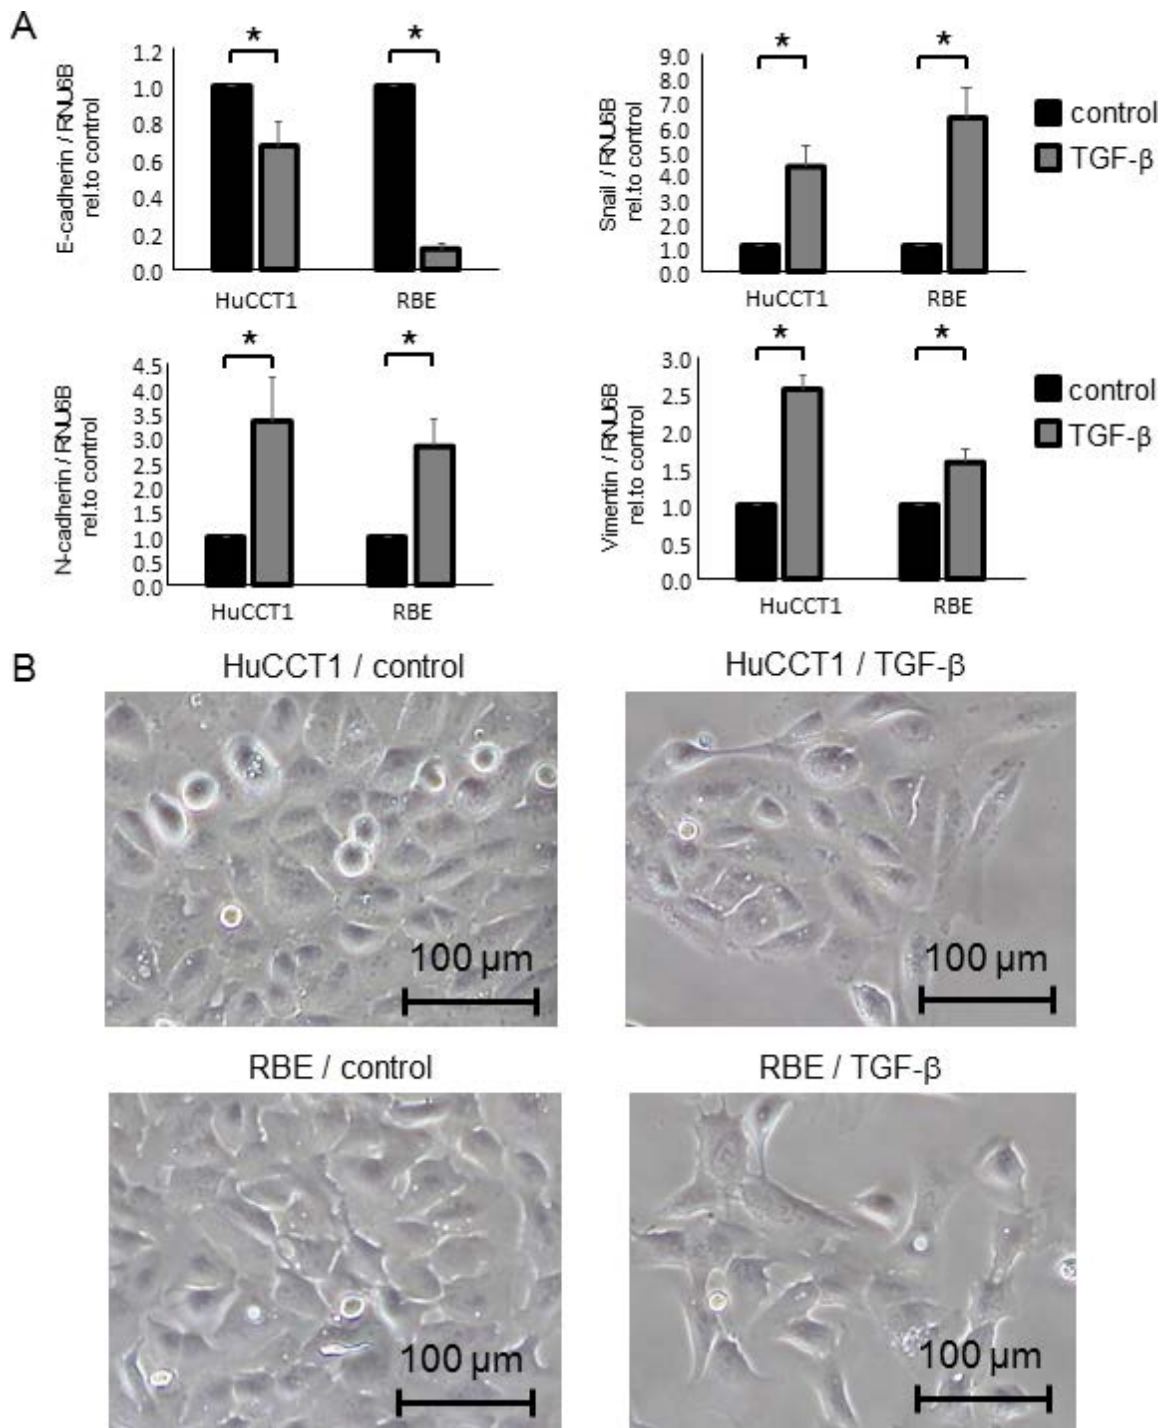 A
E-cadherin / RNU6B
rel.to control
1.2
1.0
0.8
0.6
0.4
0.2
0.0
*
*
HuCCT1
RBE
Snail / RNU6B
rel.to control
9.0
8.0
7.0
6.0
5.0
4.0
3.0
2.0
1.0
0.0
*
*
HuCCT1
RBE
control
TGF-β
N-cadherin / RNU6B
rel.to control
4.5
4.0
3.5
3.0
2.5
2.0
1.5
1.0
0.5
0.0
*
*
HuCCT1
RBE
Vimentin / RNU6B
rel.to control
3.0
2.5
2.0
1.5
1.0
0.5
0.0
*
*
HuCCT1
RBE
control
TGF-β
B
HuCCT1 / control
100 µm
HuCCT1 / TGF-β
100 µm
RBE / control
100 µm
RBE / TGF-β
100 µm